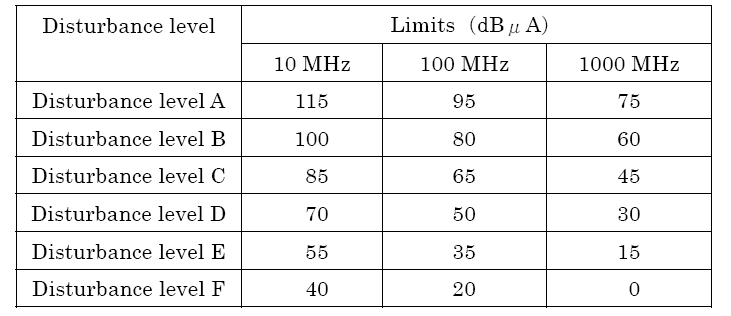 Disturbance level Limits (dBμA)
10 MHz 100 MHz 1000 MHz
Disturbance level A 115 95 75
Disturbance level B 100 80 60
Disturbance level C 85 65 45
Disturbance level D 70 50 30
Disturbance level E 55 35 15
Disturbance level F 40 20 0